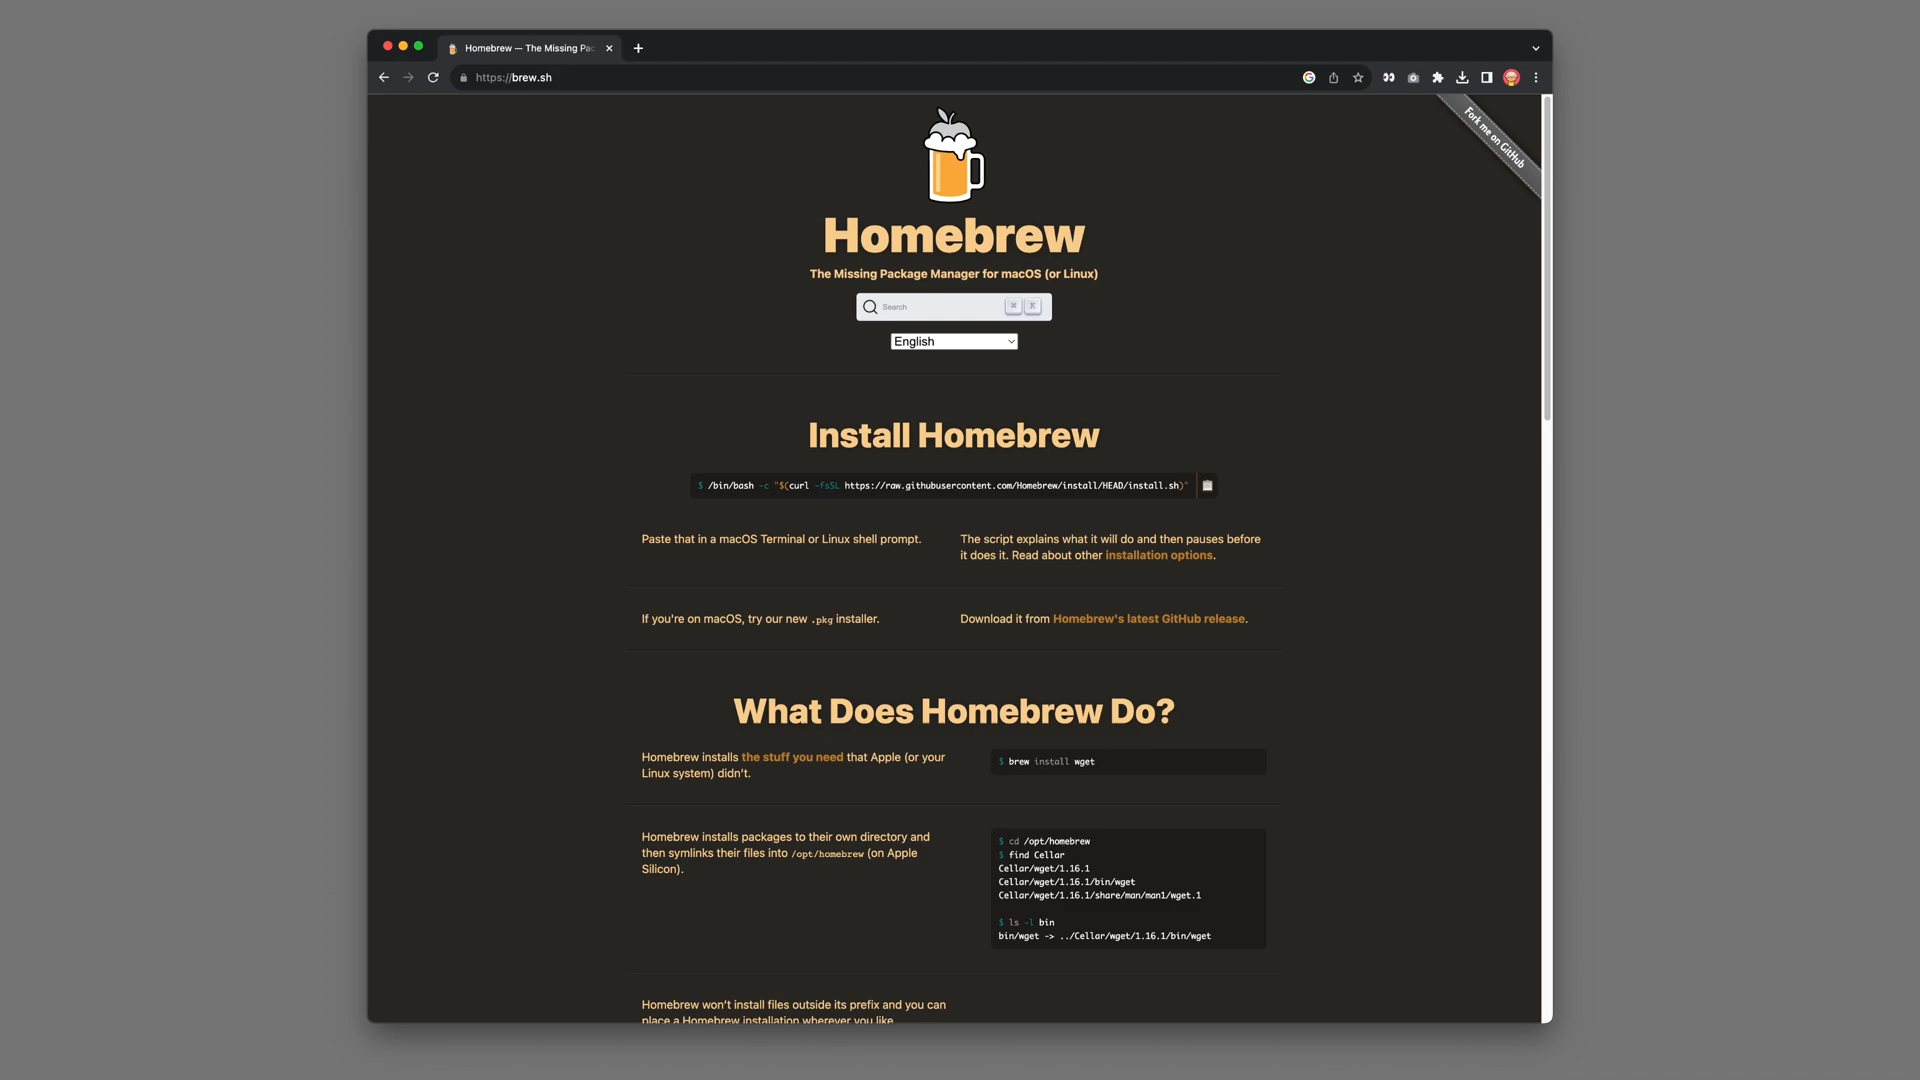 Homebrew — The Missing Pac
https://brew.sh
Fork me on GitHub
Homebrew
The Missing Package Manager for macOS (or Linux)
Search ⌘ K
English
Install Homebrew
$ /bin/bash -c "$(curl -fsSL https://raw.githubusercontent.com/Homebrew/install/HEAD/install.sh)"
Paste that in a macOS Terminal or Linux shell prompt.
The script explains what it will do and then pauses before
it does it. Read about other installation options.
If you're on macOS, try our new .pkg installer.
Download it from Homebrew's latest GitHub release.
What Does Homebrew Do?
Homebrew installs the stuff you need that Apple (or your
Linux system) didn’t.
$ brew install wget
Homebrew installs packages to their own directory and
then symlinks their files into /opt/homebrew (on Apple
Silicon).
$ cd /opt/homebrew
$ find Cellar
Cellar/wget/1.16.1
Cellar/wget/1.16.1/bin/wget
Cellar/wget/1.16.1/share/man/man1/wget.1
$ ls -l bin
bin/wget -> ../Cellar/wget/1.16.1/bin/wget
Homebrew won’t install files outside its prefix and you can
place a Homebrew installation wherever you like